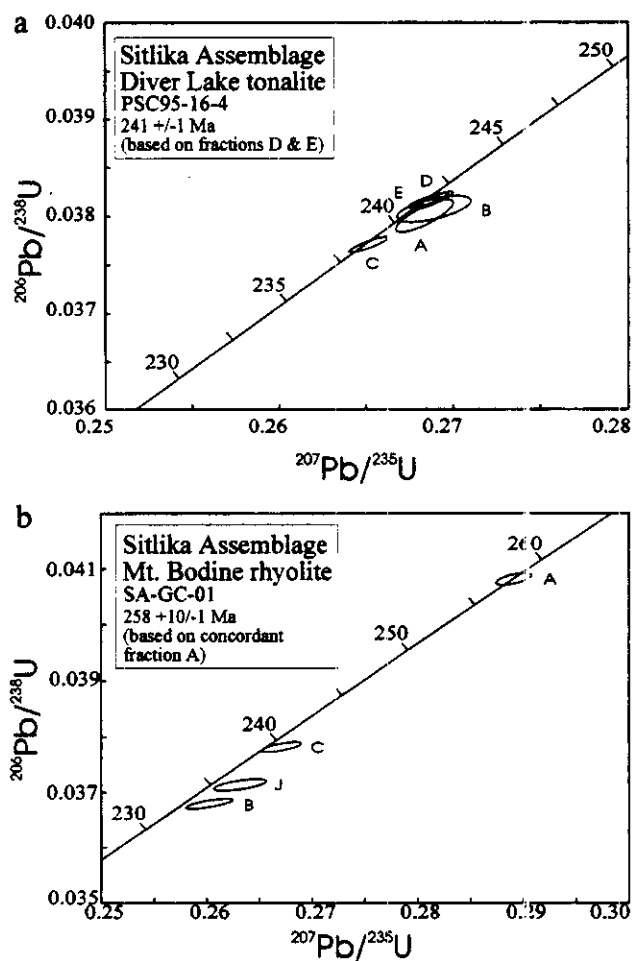 a
Sitlika Assemblage
Diver Lake tonalite
PSC95-16-4
241 +/-1 Ma
(based on fractions D & E)
0.040
0.039
0.038
0.037
0.036
206Pb/238U
250
245
240
235
230
D
E
B
A
C
0.25 0.26 0.27 0.28
207Pb/235U
b
Sitlika Assemblage
Mt. Bodine rhyolite
SA-GC-01
258 +10/-1 Ma
(based on concordant
fraction A)
0.041
0.039
0.037
0.035
206Pb/238U
260
250
240
230
A
C
J
B
0.25 0.26 0.27 0.28 0.29 0.30
207Pb/235U